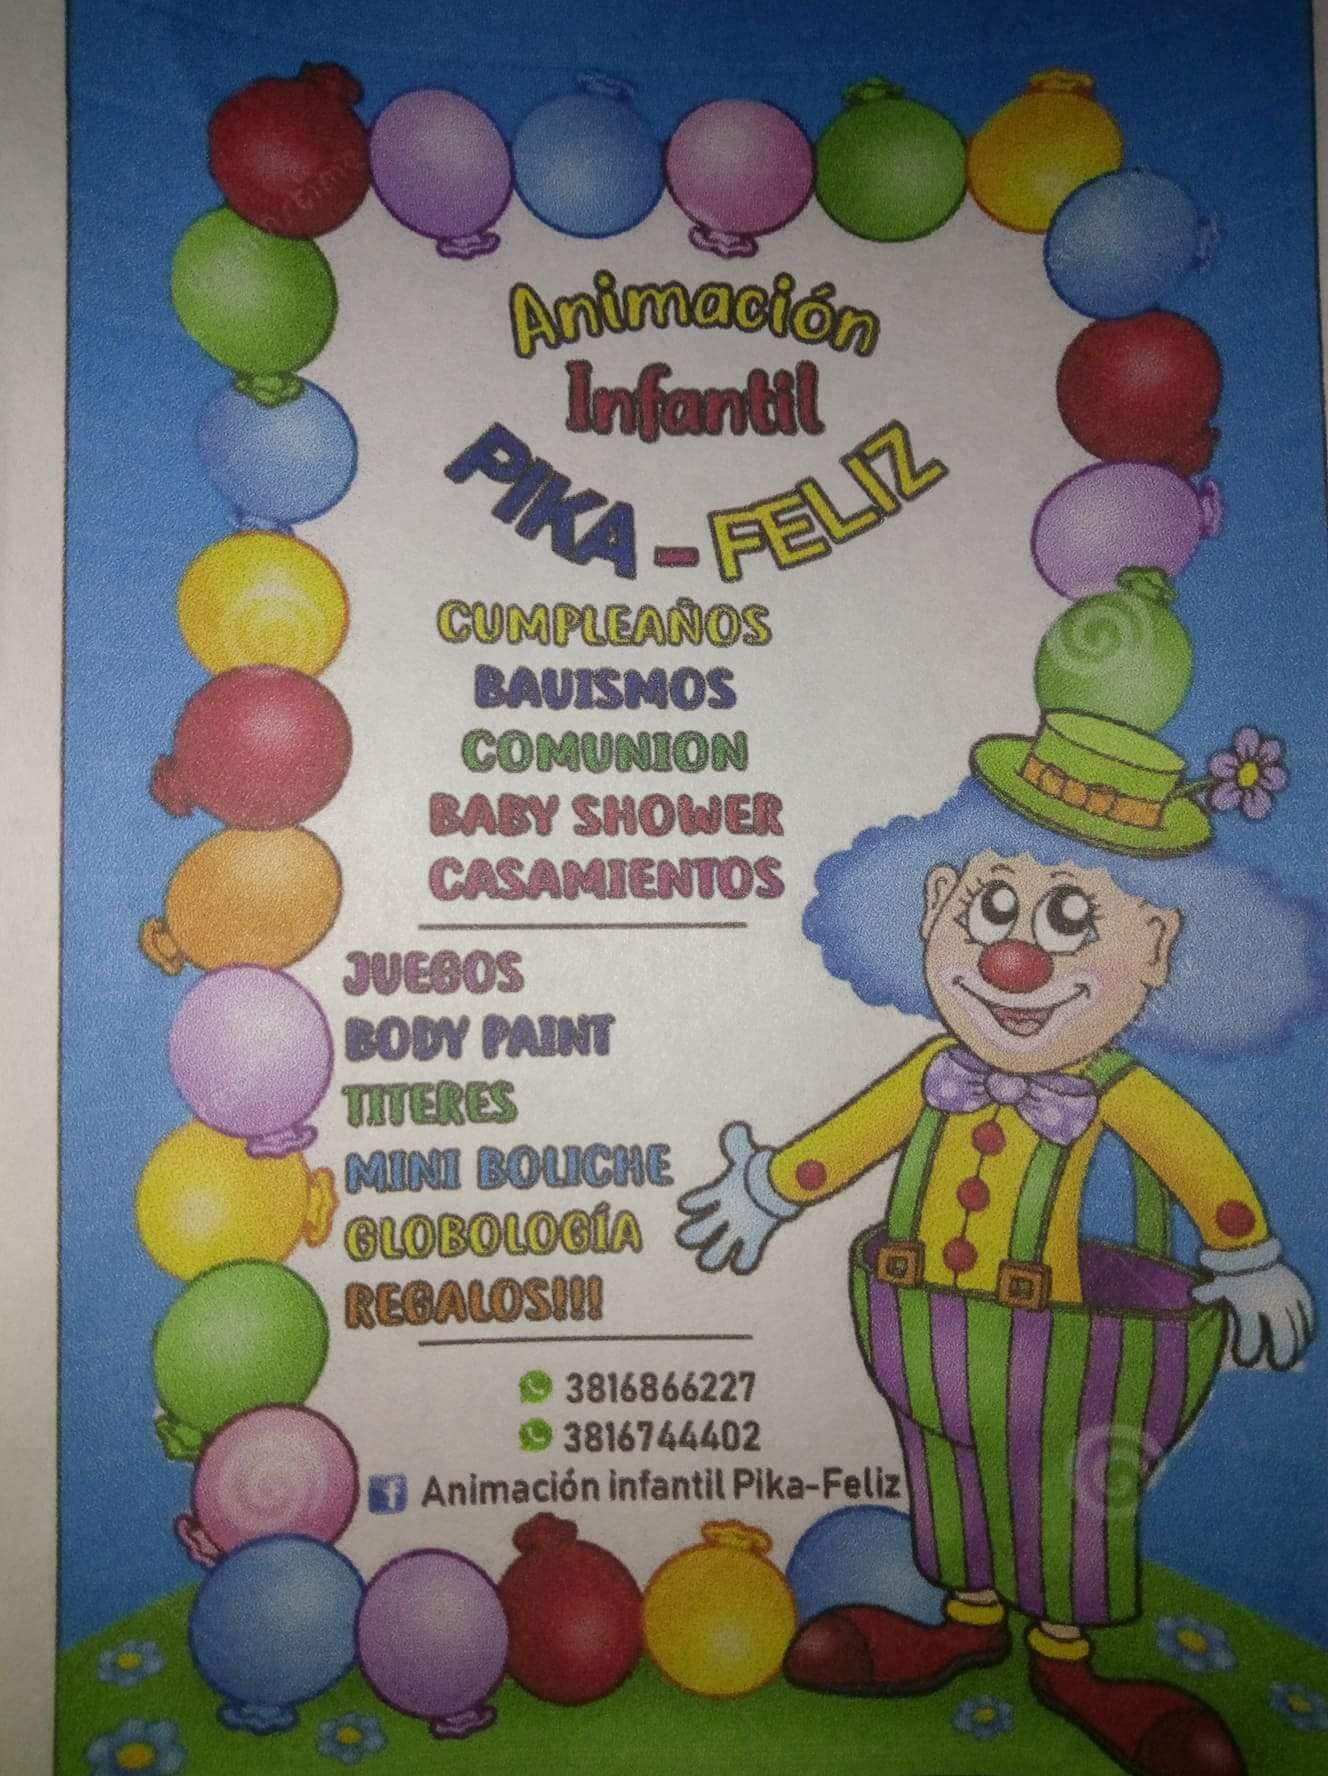 Animación
Infantil
PIKA - FELIZ
CUMPLEAÑOS
BAUISMOS
COMUNION
BABY SHOWER
CASAMIENTOS
JUEGOS
BODY PAINT
TITERES
MINI BOLICHE
GLOBOLOGÍA
REGALOS!!!
3816866227
3816744402
Animación infantil Pika-Feliz